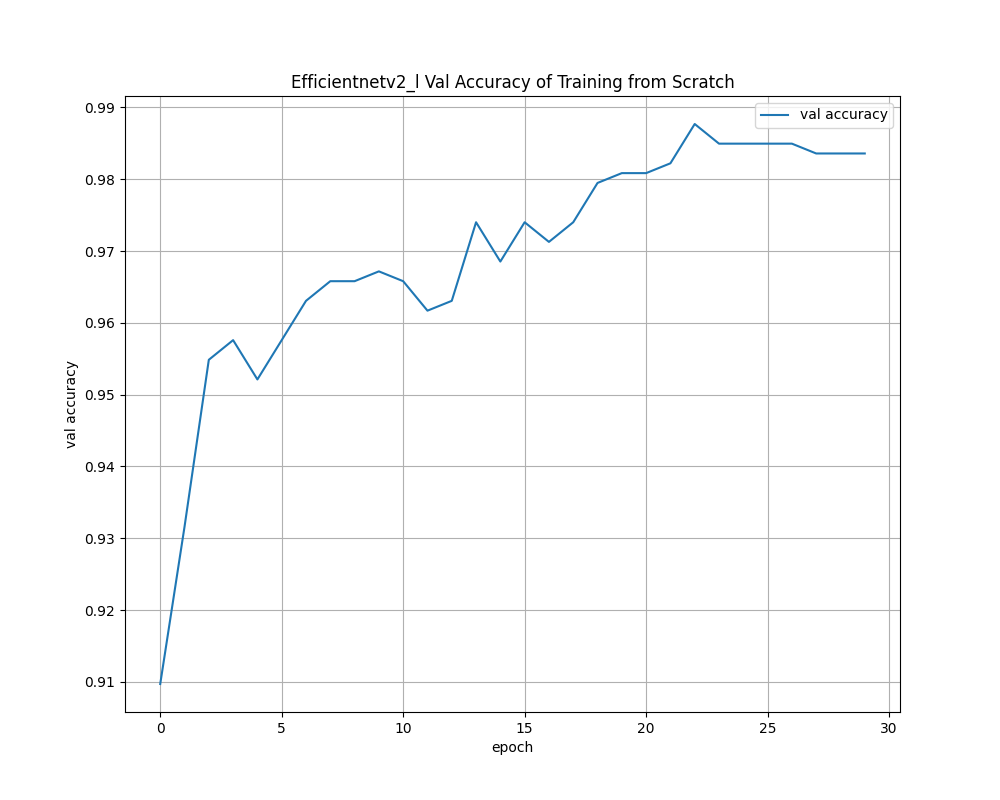 Efficientnetv2_l Val Accuracy of Training from Scratch
val accuracy
0.99
0.98
0.97
0.96
0.95
0.94
0.93
0.92
0.91
val accuracy
0 5 10 15 20 25 30
epoch